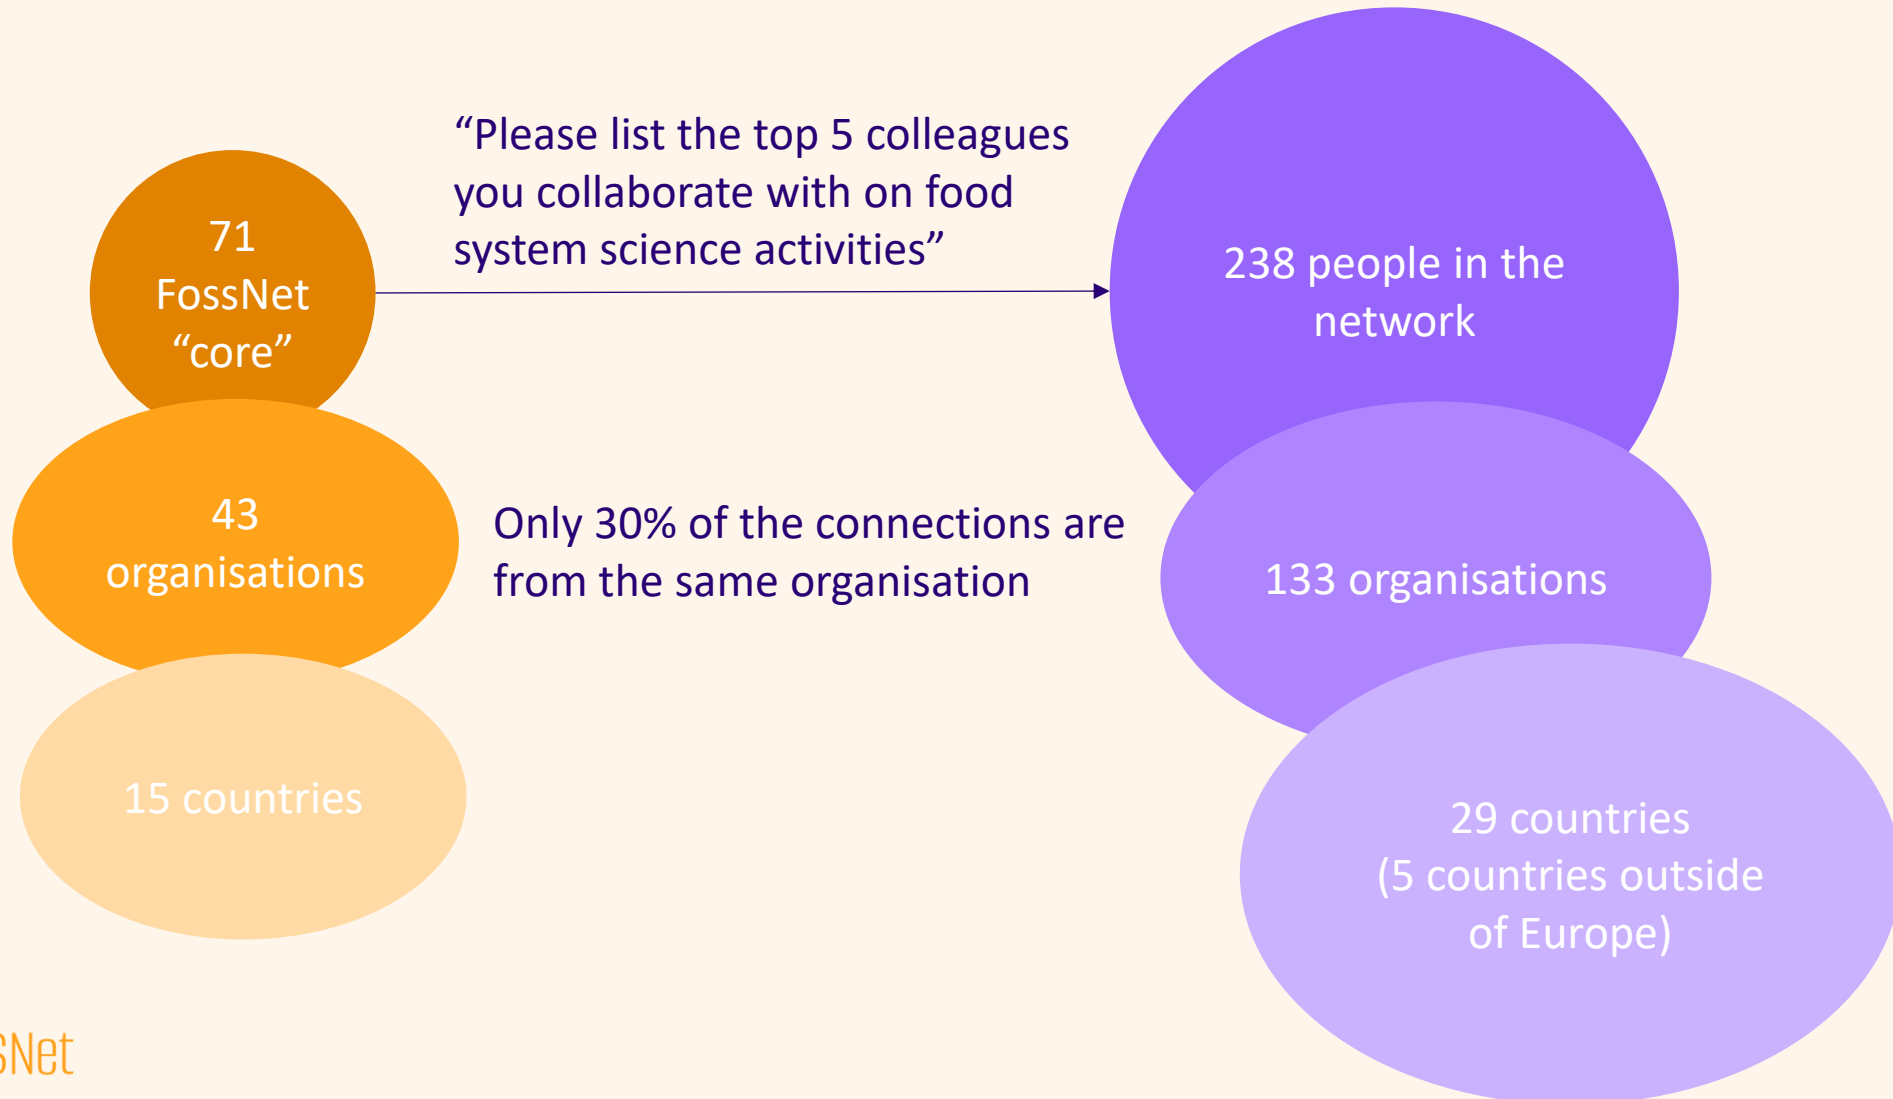 71
FossNet
“core”
“Please list the top 5 colleagues
you collaborate with on food
system science activities”
238 people in the
network
43
organisations
Only 30% of the connections are
from the same organisation
133 organisations
15 countries
29 countries
(5 countries outside
of Europe)
SNet